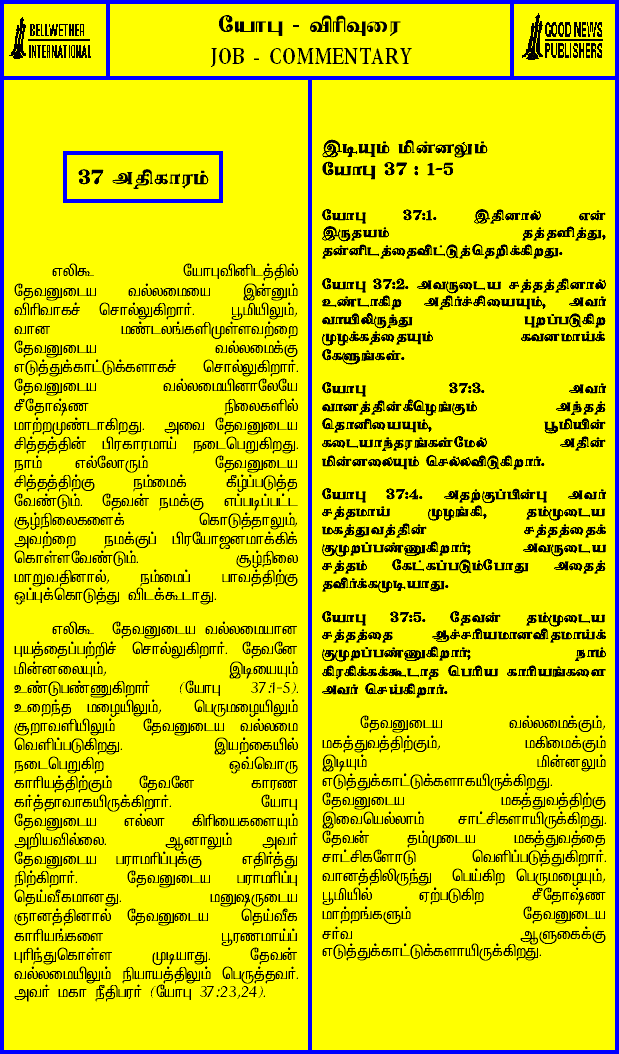 BELLWETHER
INTERNATIONAL
யோபு - விரிவுரை
JOB - COMMENTARY
GOOD NEWS
PUBLISHERS
37 அதிகாரம்
எலிகூ யோபுவினிடத்தில்
தேவனுடைய வல்லமையை இன்னும்
விரிவாகச் சொல்லுகிறார். பூமியிலும்,
வான மண்டலங்களிமுள்ளவற்றை
தேவனுடைய வல்லமைக்கு
எடுத்துக்காட்டுக்களாகச் சொல்லுகிறார்.
தேவனுடைய வல்லமையினாலேயே
சீதோஷ்ண நிலைகளில்
மாற்றமுண்டாகிறது. அவை தேவனுடைய
சித்தத்தின் பிரகாரமாய் நடைபெறுகிறது.
நாம் எல்லோரும் தேவனுடைய
சித்தத்திற்கு நம்மைக் கீழ்ப்படுத்த
வேண்டும். தேவன் நமக்கு எப்படிப்பட்ட
சூழ்நிலைகளைக் கொடுத்தாலும்,
அவற்றை நமக்குப் பிரயோஜனமாக்கிக்
கொள்ளவேண்டும். சூழ்நிலை
மாறுவதினால், நம்மைப் பாவத்திற்கு
ஒப்புக்கொடுத்து விடக்கூடாது.
எலிகூ தேவனுடைய வல்லமையான
புயத்தைப்பற்றிச் சொல்லுகிறார். தேவனே
மின்னலையும், இடியையும்
உண்டுபண்ணுகிறார் (யோபு 37:1-5).
உறைந்த மழையிலும், பெருமழையிலும்
சூறாவளியிலும் தேவனுடைய வல்லமை
வெளிப்படுகிறது. இயற்கையில்
நடைபெறுகிற ஒவ்வொரு
காரியத்திற்கும் தேவனே காரண
கர்த்தாவாகயிருக்கிறார். யோபு
தேவனுடைய எல்லா கிரியைகளையும்
அறியவில்லை. ஆனாலும் அவர்
தேவனுடைய பராமரிப்புக்கு எதிர்த்து
நிற்கிறார். தேவனுடைய பராமரிப்பு
தெய்வீகமானது. மனுஷருடைய
ஞானத்தினால் தேவனுடைய தெய்வீக
காரியங்களை பூரணமாய்ப்
புரிந்துகொள்ள முடியாது. தேவன்
வல்லமையிலும் நியாயத்திலும் பெருத்தவர்.
அவர் மகா நீதிபரர் (யோபு 37:23,24).
இடியும் மின்னலும்
யோபு 37 : 1-5
யோபு 37:1. இதினால் என்
இருதயம் தத்தளித்து,
தன்னிடத்தைவிட்டுத்தெறிக்கிறது.
யோபு 37:2. அவருடைய சத்தத்தினால்
உண்டாகிற அதிர்ச்சியையும், அவர்
வாயிலிருந்து புறப்படுகிற
முழக்கத்தையும் கவனமாய்க்
கேளுங்கள்.
யோபு 37:3. அவர்
வானத்தின்கீழெங்கும் அந்தத்
தொனியையும், பூமியின்
கடையாந்தரங்கள்மேல் அதின்
மின்னலையும் செல்லவிடுகிறார்.
யோபு 37:4. அதற்குப்பின்பு அவர்
சத்தமாய் முழங்கி, தம்முடைய
மகத்துவத்தின் சத்தத்தைக்
குமுறப்பண்ணுகிறார்; அவருடைய
சத்தம் கேட்கப்படும்போது அதைத்
தவிர்க்கமுடியாது.
யோபு 37:5. தேவன் தம்முடைய
சத்தத்தை ஆச்சரியமானவிதமாய்க்
குமுறப்பண்ணுகிறார்; நாம்
கிரகிக்கக்கூடாத பெரிய காரியங்களை
அவர் செய்கிறார்.
தேவனுடைய வல்லமைக்கும்,
மகத்துவத்திற்கும், மகிமைக்கும்
இடியும் மின்னலும்
எடுத்துக்காட்டுக்களாகயிருக்கிறது.
தேவனுடைய மகத்துவத்திற்கு
இவையெல்லாம் சாட்சிகளாயிருக்கிறது.
தேவன் தம்முடைய மகத்துவத்தை
சாட்சிகளோடு வெளிப்படுத்துகிறார்.
வானத்திலிருந்து பெய்கிற பெருமழையும்,
பூமியில் ஏற்படுகிற சீதோஷ்ண
மாற்றங்களும் தேவனுடைய
சர்வ ஆளுகைக்கு
எடுத்துக்காட்டுக்களாயிருக்கிறது.